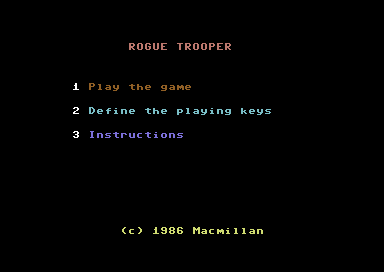 ROGUE TROOPER
1 Play the game
2 Define the playing keys
3 Instructions
(c) 1986 Macmillan